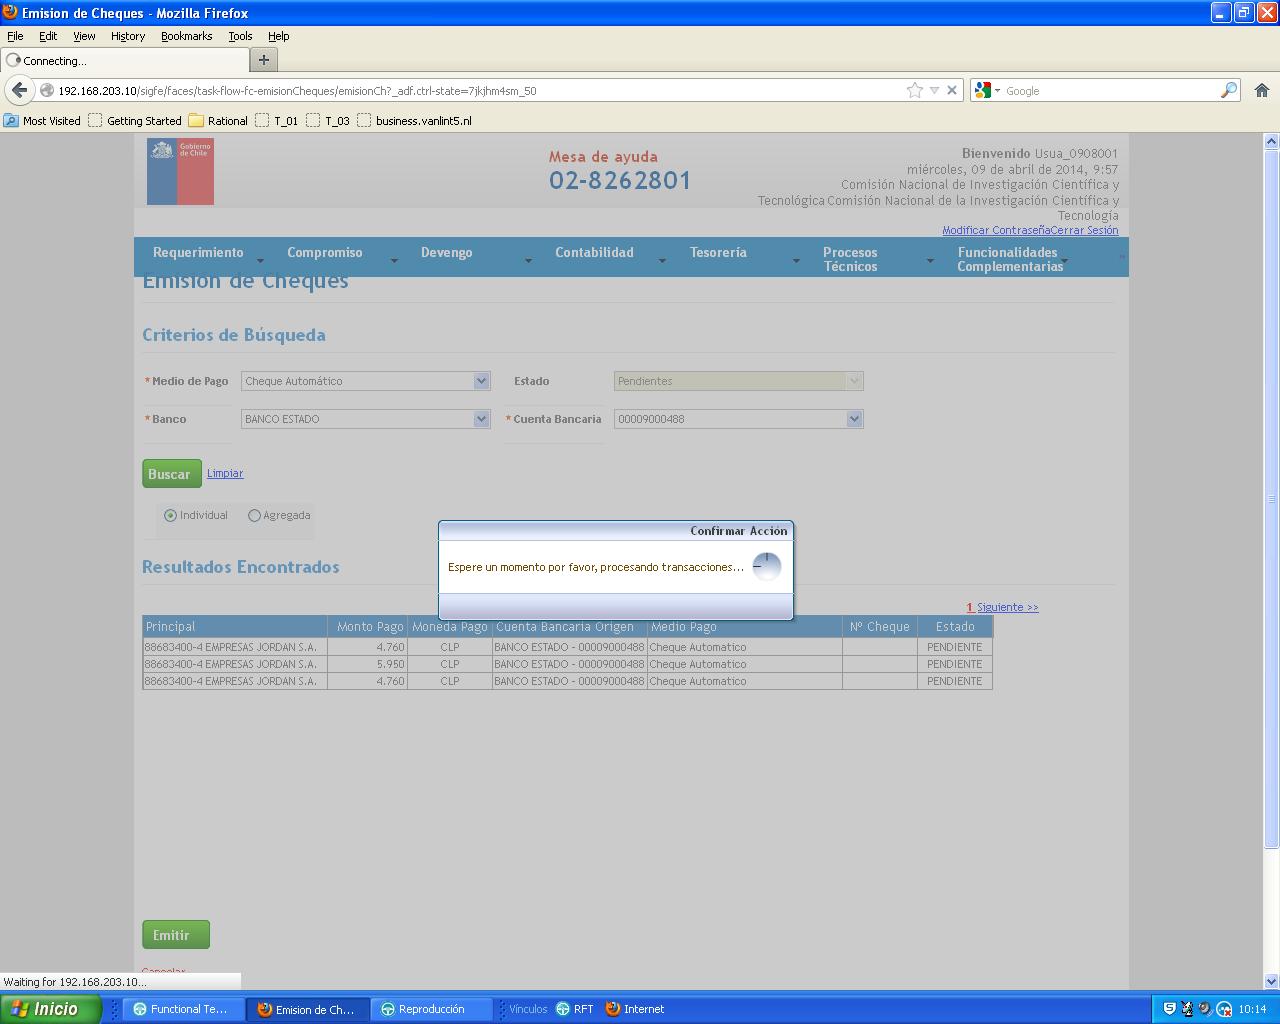 Emision de Cheques - Mozilla Firefox
File Edit View History Bookmarks Tools Help
Connecting...
192.168.203.10/sigfe/faces/task-flow-fc-emisionCheques/emisionCh?_adf.ctrl-state=7jkjhm4sm_50
Google
Most Visited Getting Started Rational T_01 T_03 business.vanlint5.nl
Gobierno de Chile
Mesa de ayuda
02-8262801
Bienvenido Usua_0908001
miércoles, 09 de abril de 2014, 9:57
Comisión Nacional de Investigación Científica y
Tecnológica Comisión Nacional de la Investigación Científica y
Tecnología
Modificar Contraseña Cerrar Sesión
Requerimiento Compromiso Devengo Contabilidad Tesorería Procesos Técnicos Funcionalidades Complementarias »
Emisión de Cheques
Criterios de Búsqueda
* Medio de Pago Cheque Automático Estado Pendientes
* Banco BANCO ESTADO * Cuenta Bancaria 00009000488
Buscar Limpiar
Individual Agregada
Confirmar Acción
Espere un momento por favor, procesando transacciones...
Resultados Encontrados
1 Siguiente >>
Principal Monto Pago Moneda Pago Cuenta Bancaria Origen Medio Pago Nº Cheque Estado
88683400-4 EMPRESAS JORDAN S.A. 4.760 CLP BANCO ESTADO - 00009000488 Cheque Automatico PENDIENTE
88683400-4 EMPRESAS JORDAN S.A. 5.950 CLP BANCO ESTADO - 00009000488 Cheque Automatico PENDIENTE
88683400-4 EMPRESAS JORDAN S.A. 4.760 CLP BANCO ESTADO - 00009000488 Cheque Automatico PENDIENTE
Emitir
Cancelar
Waiting for 192.168.203.10...
Inicio Functional Te... Emision de Ch... Reproducción Vínculos RFT Internet 10:14